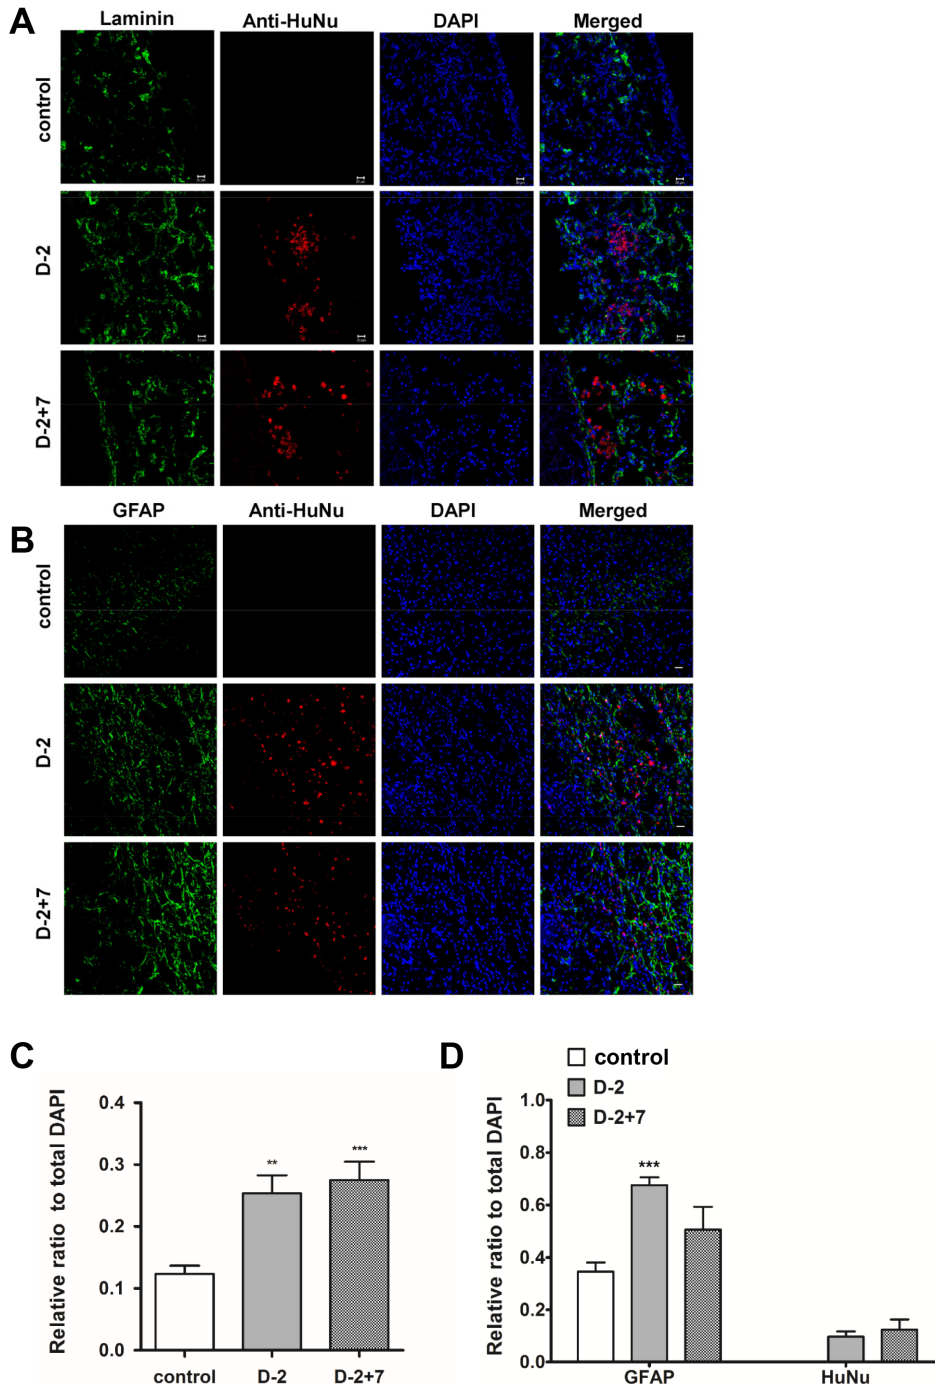 A
Laminin Anti-HuNu DAPI Merged
control
D-2
D-2+7
B
GFAP Anti-HuNu DAPI Merged
control
D-2
D-2+7
C
Relative ratio to total DAPI
0.4
0.3
0.2
0.1
0.0
**
***
control D-2 D-2+7
D
control
D-2
D-2+7
Relative ratio to total DAPI
1.0
0.8
0.6
0.4
0.2
0.0
***
GFAP HuNu